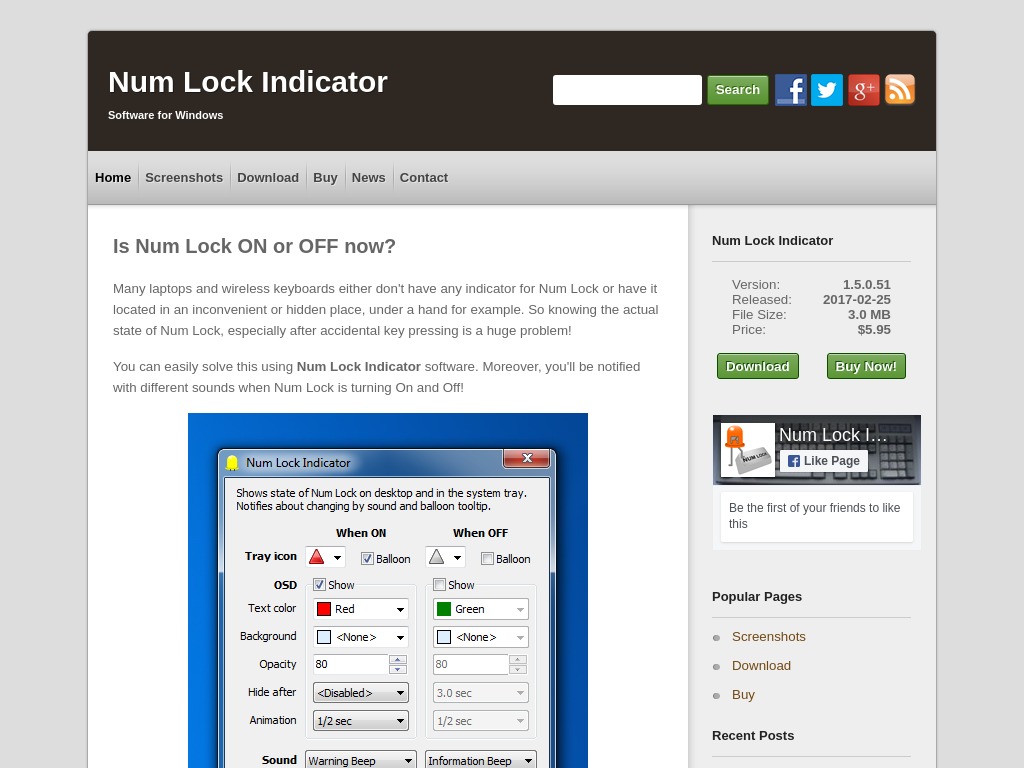 Num Lock Indicator
Software for Windows
Search
Home
Screenshots
Download
Buy
News
Contact
Is Num Lock ON or OFF now?
Many laptops and wireless keyboards either don't have any indicator for Num Lock or have it
located in an inconvenient or hidden place, under a hand for example. So knowing the actual
state of Num Lock, especially after accidental key pressing is a huge problem!
You can easily solve this using Num Lock Indicator software. Moreover, you'll be notified
with different sounds when Num Lock is turning On and Off!
Num Lock Indicator
Shows state of Num Lock on desktop and in the system tray.
Notifies about changing by sound and balloon tooltip.
When ON When OFF
Tray icon Balloon Balloon
OSD Show Show
Text color Red Green
Background <None> <None>
Opacity 80 80
Hide after <Disabled> 3.0 sec
Animation 1/2 sec 1/2 sec
Sound Warning Beep Information Beep
Num Lock Indicator
Version: 1.5.0.51
Released: 2017-02-25
File Size: 3.0 MB
Price: $5.95
Download Buy Now!
Num Lock I…
NUM LOCK
Like Page
Be the first of your friends to like
this
Popular Pages
Screenshots
Download
Buy
Recent Posts